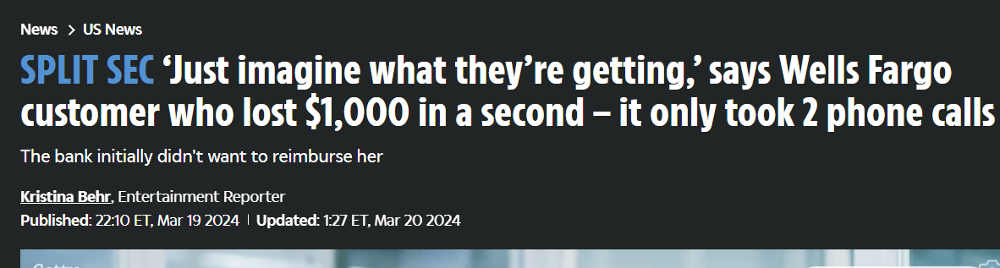 News > US News
SPLIT SEC ‘Just imagine what they’re getting,’ says Wells Fargo
customer who lost $1,000 in a second – it only took 2 phone calls
The bank initially didn't want to reimburse her
Kristina Behr, Entertainment Reporter
Published: 22:10 ET, Mar 19 2024 | Updated: 1:27 ET, Mar 20 2024